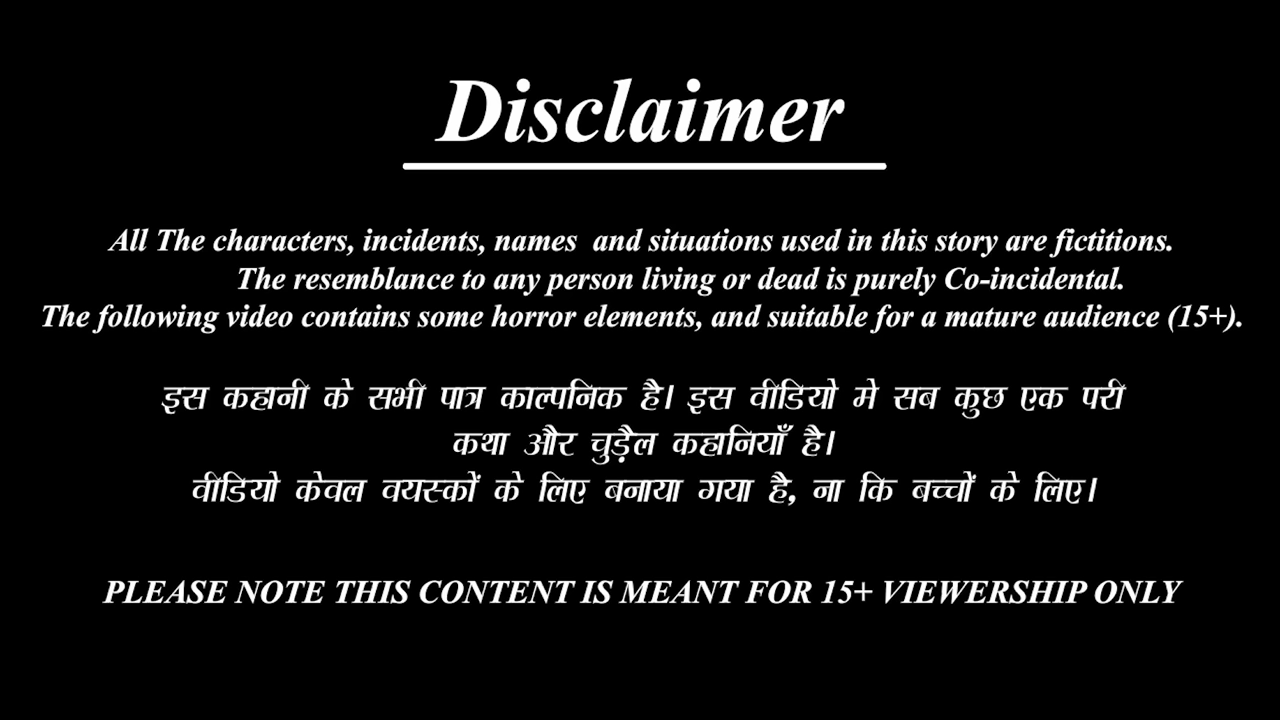 Disclaimer
All The characters, incidents, names and situations used in this story are fictitions.
The resemblance to any person living or dead is purely Co-incidental.
The following video contains some horror elements, and suitable for a mature audience (15+).
इस कहानी के सभी पात्र काल्पनिक है। इस वीडियो मे सब कुछ एक परी
कथा और चुड़ैल कहानियाँ है।
वीडियो केवल वयस्कों के लिए बनाया गया है, ना कि बच्चों के लिए।
PLEASE NOTE THIS CONTENT IS MEANT FOR 15+ VIEWERSHIP ONLY